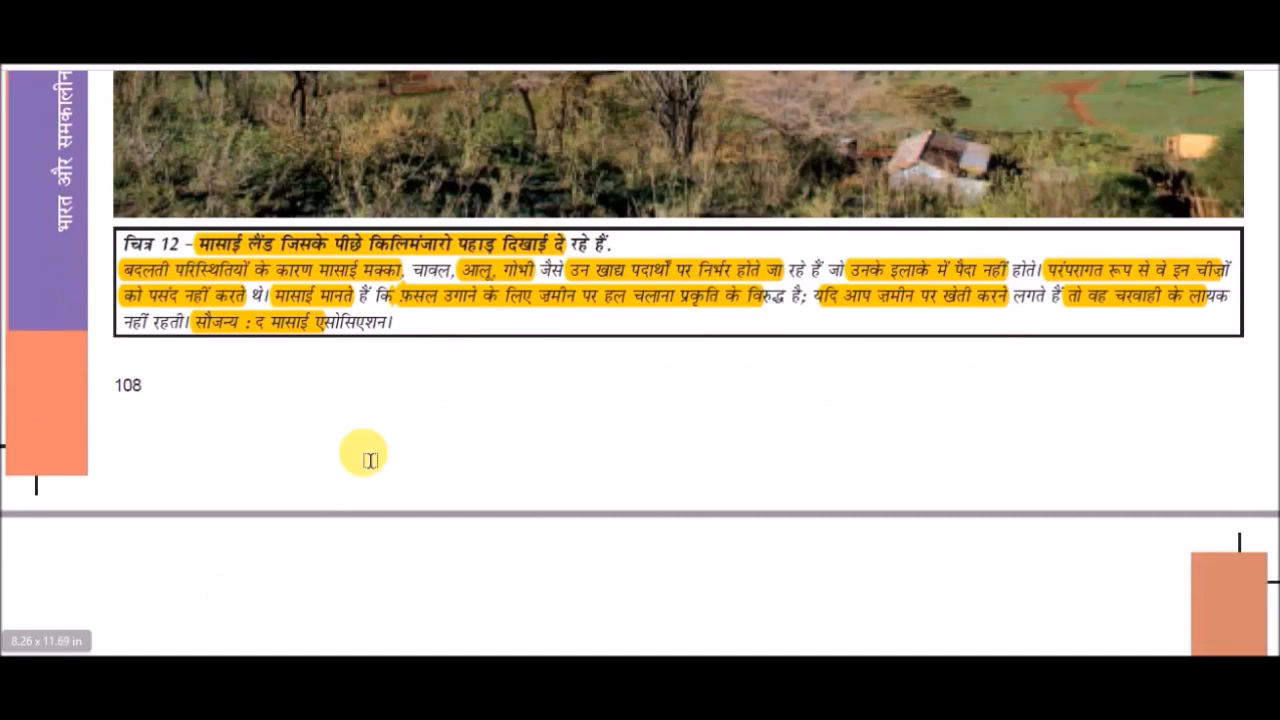 भारत और समकालीन
चित्र 12 – मासाई लैंड जिसके पीछे किलिमंजारो पहाड़ दिखाई दे रहे हैं.
बदलती परिस्थितियों के कारण मासाई मक्का, चावल, आलू, गोभी जैसे उन खाद्य पदार्थों पर निर्भर होते जा रहे हैं जो उनके इलाके में पैदा नहीं होते। परंपरागत रूप से वे इन चीज़ों
को पसंद नहीं करते थे। मासाई मानते हैं कि फ़सल उगाने के लिए ज़मीन पर हल चलाना प्रकृति के विरुद्ध है; यदि आप ज़मीन पर खेती करने लगते हैं तो वह चरवाही के लायक
नहीं रहती। सौजन्य : द मासाई एसोसिएशन।
108
8.26 x 11.69 in